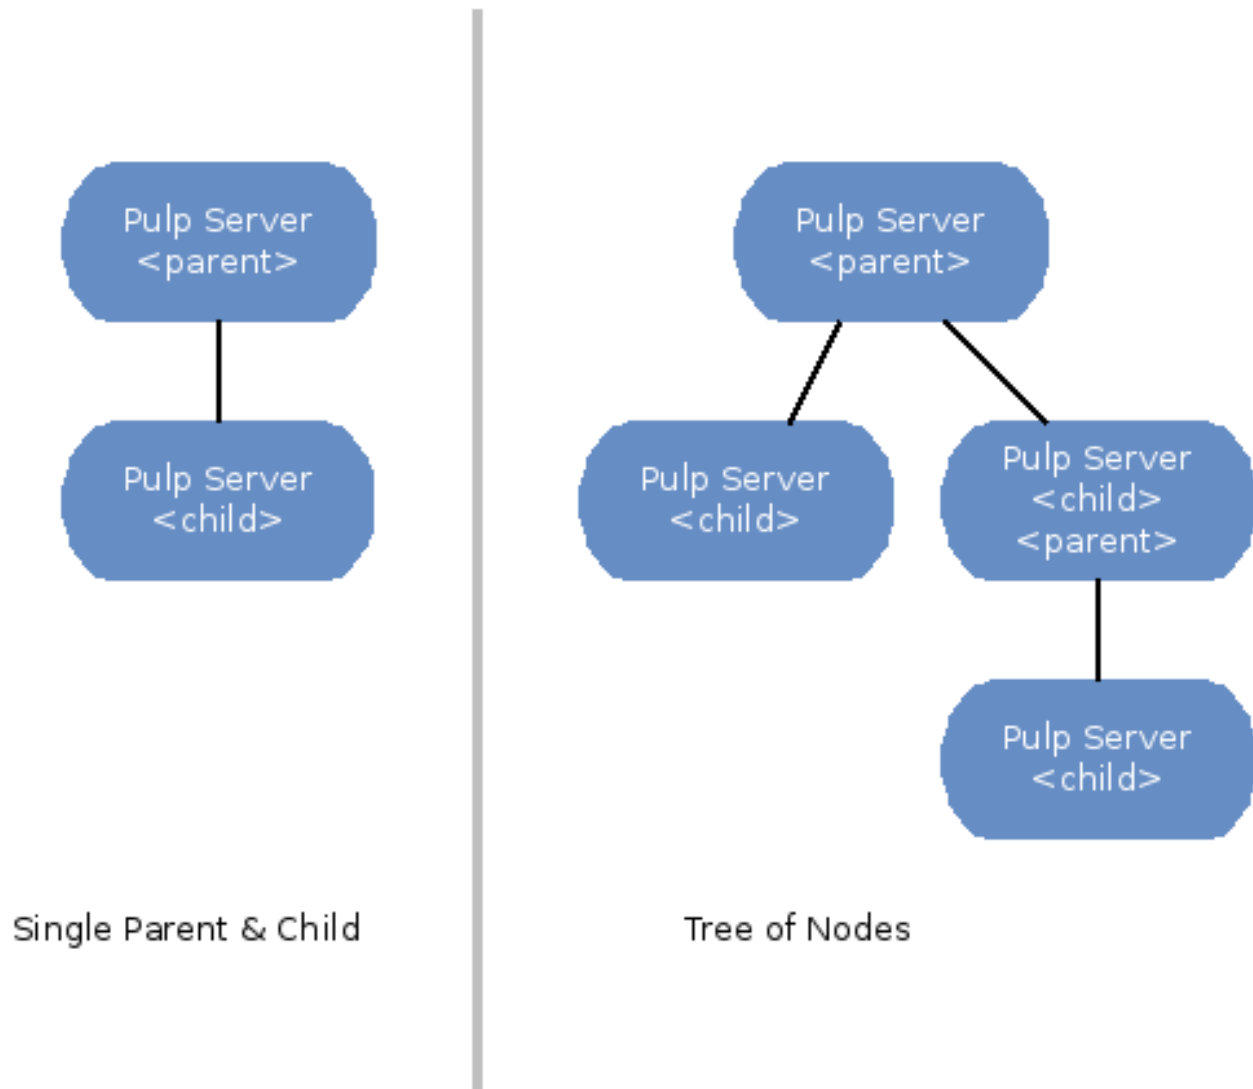 Pulp Server
<parent>
Pulp Server
<child>
Single Parent & Child
Pulp Server
<parent>
Pulp Server
<child>
Pulp Server
<child>
<parent>
Pulp Server
<child>
Tree of Nodes